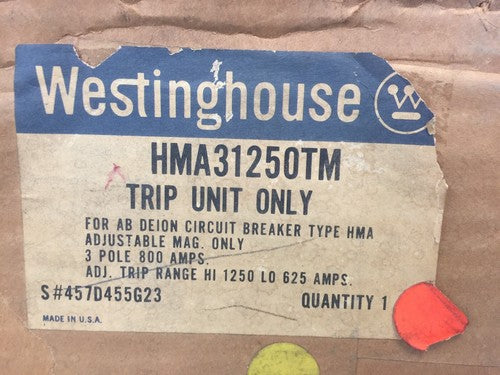 Westinghouse
HMA31250TM
TRIP UNIT ONLY
FOR AB DEION CIRCUIT BREAKER TYPE HMA
ADJUSTABLE MAG. ONLY
3 POLE 800 AMPS.
ADJ. TRIP RANGE HI 1250 LO 625 AMPS.
S#457D455G23 QUANTITY 1
MADE IN U.S.A.